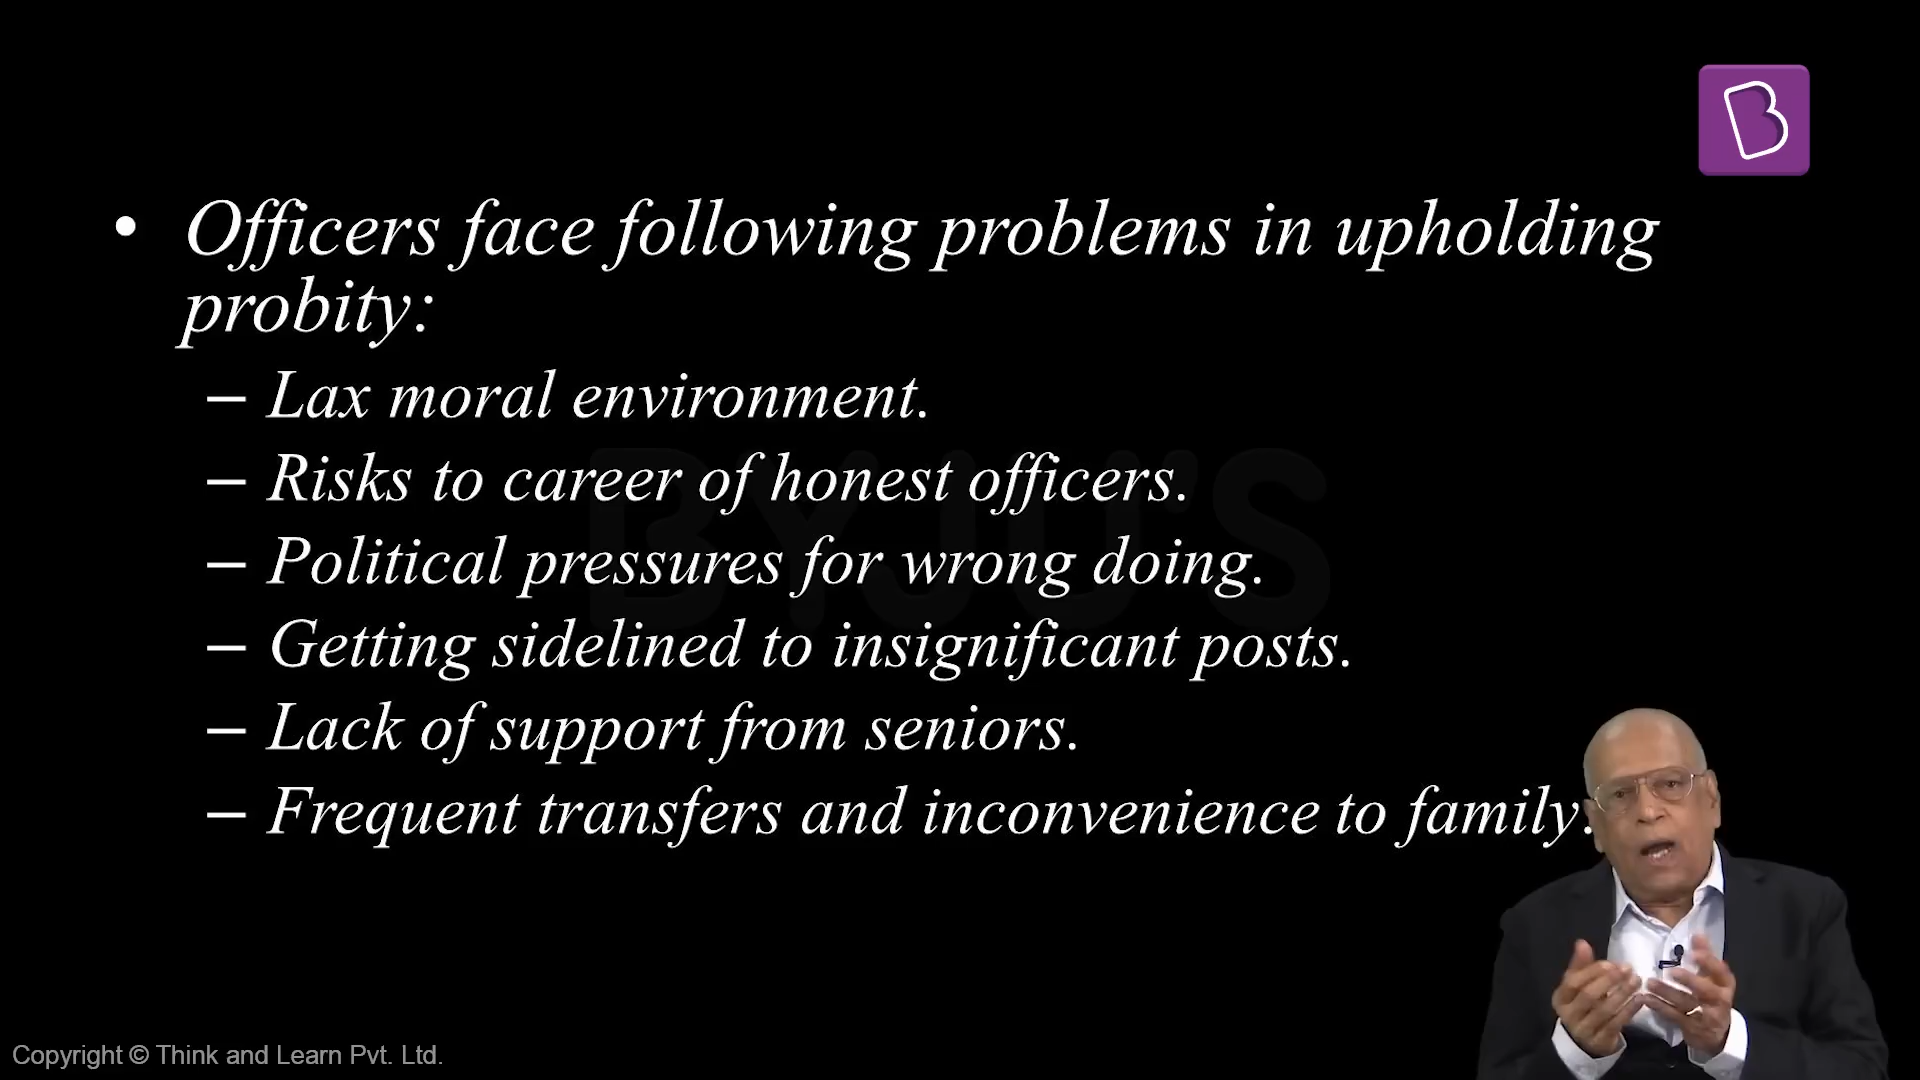 • Officers face following problems in upholding
probity:
– Lax moral environment.
– Risks to career of honest officers.
– Political pressures for wrong doing.
– Getting sidelined to insignificant posts.
– Lack of support from seniors.
– Frequent transfers and inconvenience to family.
BYJU'S
B
Copyright © Think and Learn Pvt. Ltd.